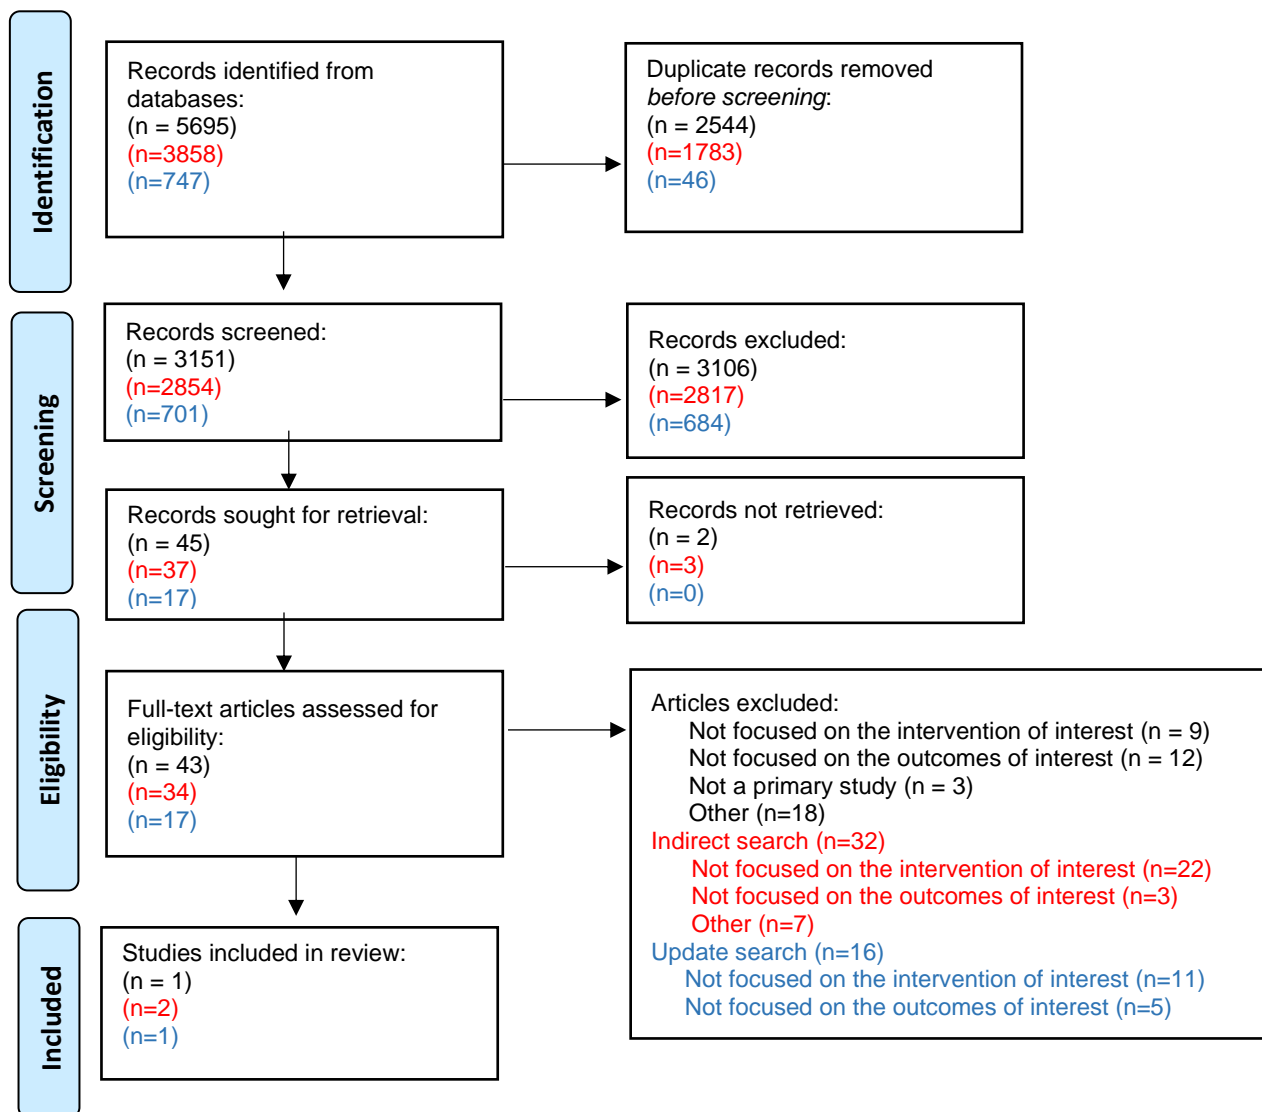 Identification
Records identified from
databases:
(n = 5695)
(n=3858)
(n=747)
Duplicate records removed
before screening:
(n = 2544)
(n=1783)
(n=46)
Screening
Records screened:
(n = 3151)
(n=2854)
(n=701)
Records excluded:
(n = 3106)
(n=2817)
(n=684)
Records sought for retrieval:
(n = 45)
(n=37)
(n=17)
Records not retrieved:
(n = 2)
(n=3)
(n=0)
Eligibility
Full-text articles assessed for
eligibility:
(n = 43)
(n=34)
(n=17)
Articles excluded:
Not focused on the intervention of interest (n = 9)
Not focused on the outcomes of interest (n = 12)
Not a primary study (n = 3)
Other (n=18)
Indirect search (n=32)
Not focused on the intervention of interest (n=22)
Not focused on the outcomes of interest (n=3)
Other (n=7)
Update search (n=16)
Not focused on the intervention of interest (n=11)
Not focused on the outcomes of interest (n=5)
Included
Studies included in review:
(n = 1)
(n=2)
(n=1)